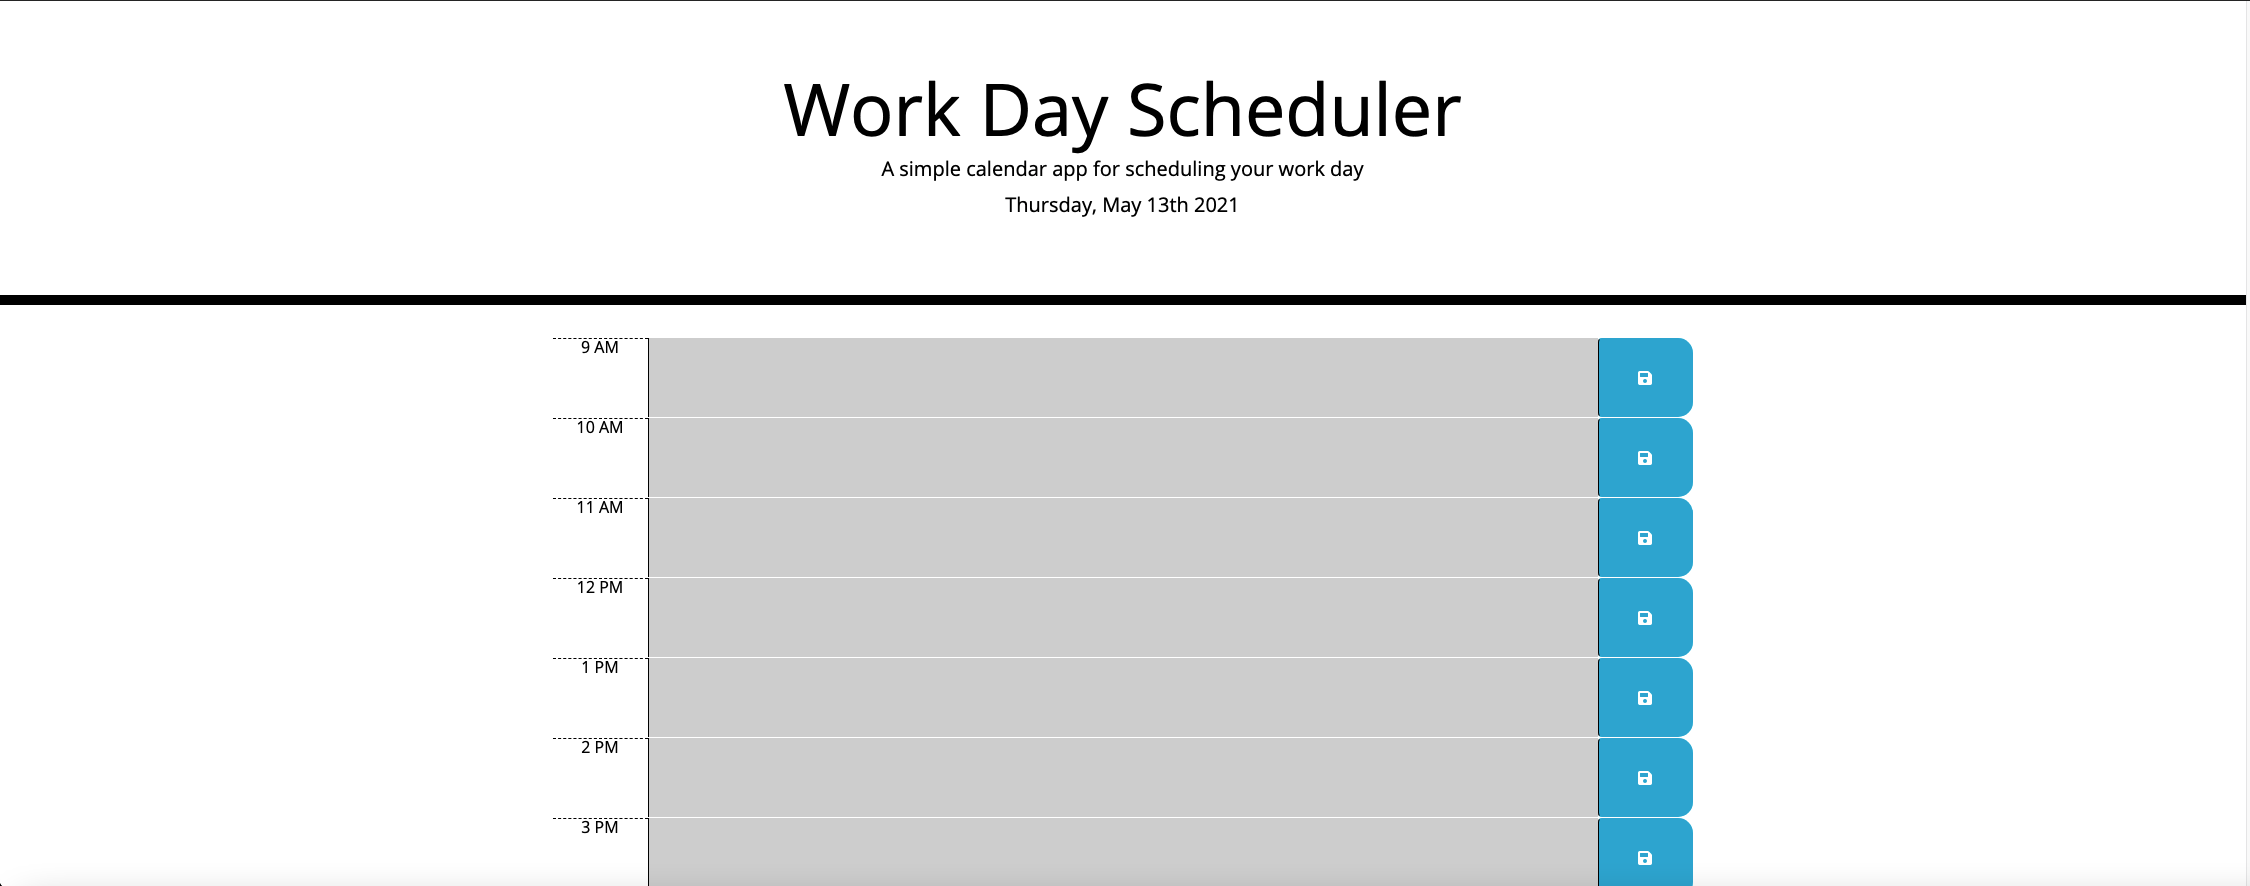 Work Day Scheduler
A simple calendar app for scheduling your work day
Thursday, May 13th 2021
9 AM
10 AM
11 AM
12 PM
1 PM
2 PM
3 PM